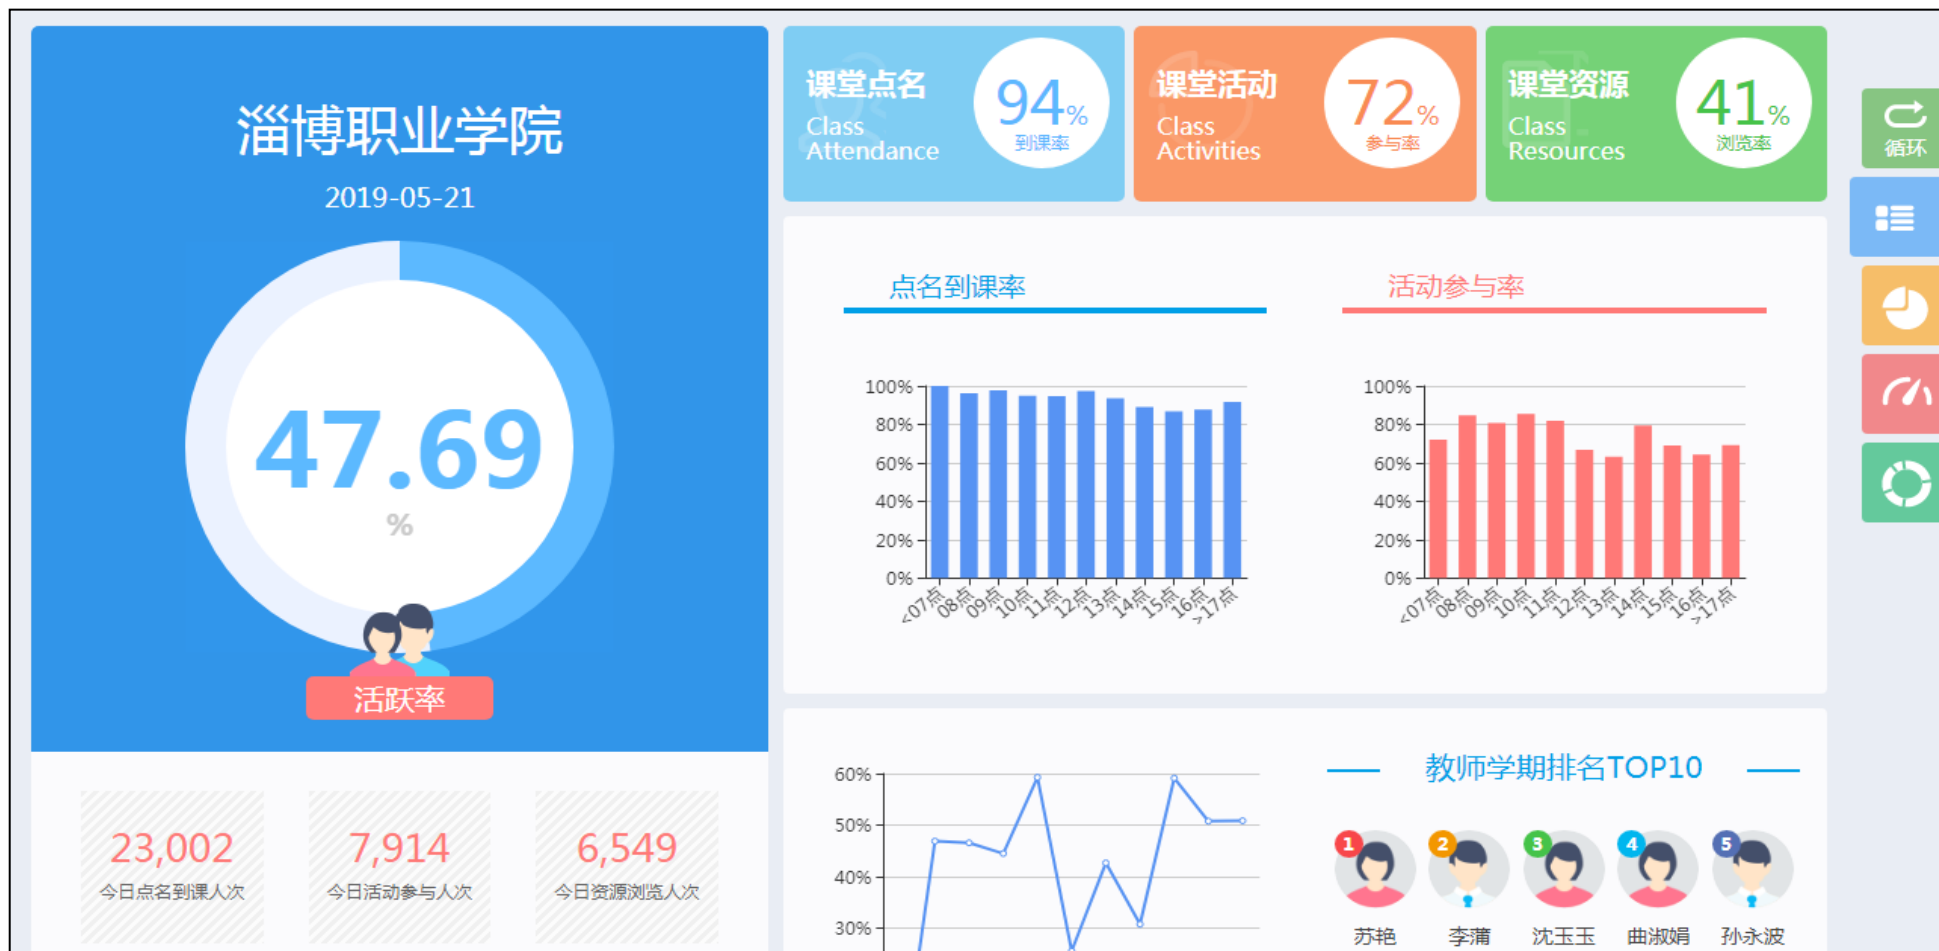 淄博职业学院
2019-05-21
47.69
%
活跃率
23,002
今日点名到课人次
7,914
今日活动参与人次
6,549
今日资源浏览人次
课堂点名
Class
Attendance
94%
到课率
课堂活动
Class
Activities
72%
参与率
课堂资源
Class
Resources
41%
浏览率
循环
点名到课率
100%
80%
60%
40%
20%
0%
<07点 08点 09点 10点 11点 12点 13点 14点 15点 16点 >17点
活动参与率
100%
80%
60%
40%
20%
0%
<07点 08点 09点 10点 11点 12点 13点 14点 15点 16点 >17点
60%
50%
40%
30%
教师学期排名TOP10
1 2 3 4 5
苏艳 李蒲 沈玉玉 曲淑娟 孙永波